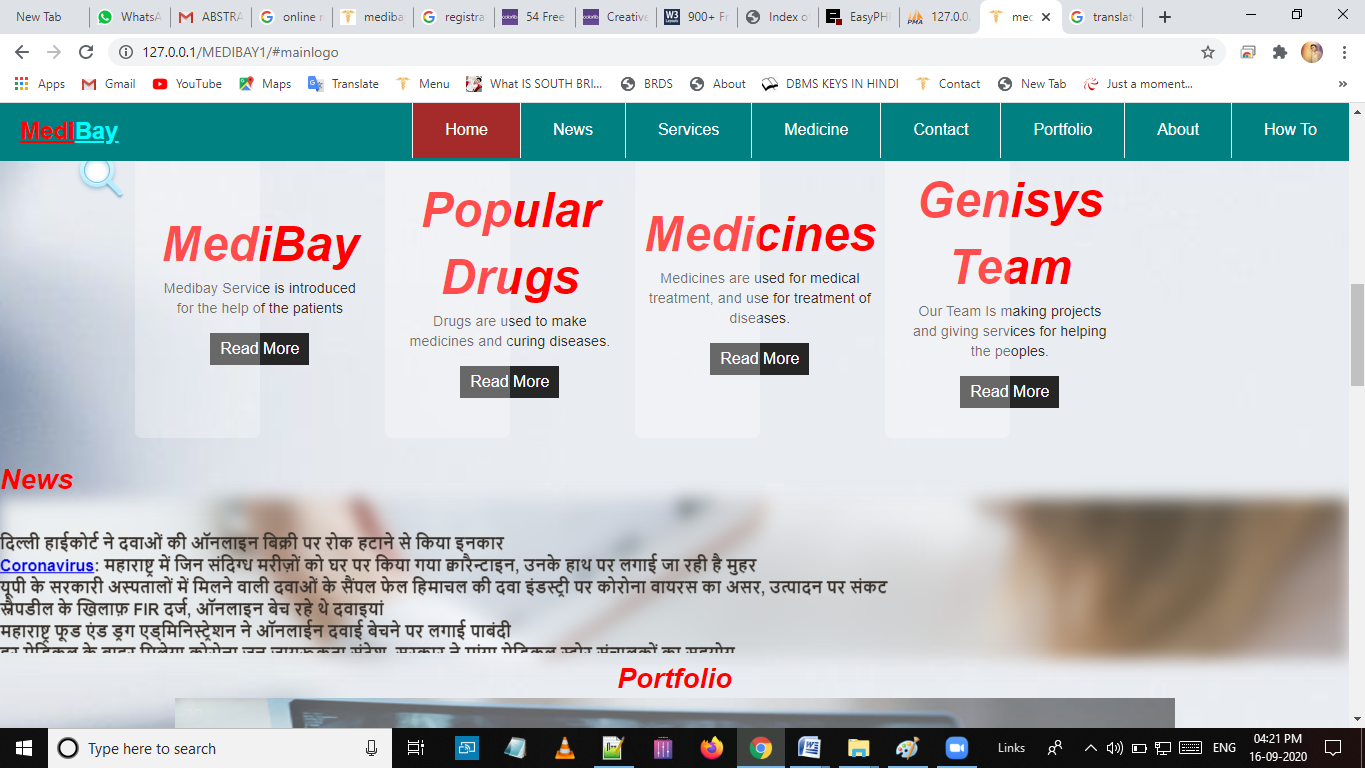 New Tab WhatsA ABSTRA online r mediba registra 54 Free Creative 900+ Fr Index o EasyPHP 127.0.0. med translat
127.0.0.1/MEDIBAY1/#mainlogo
Apps Gmail YouTube Maps Translate Menu What IS SOUTH BRI... BRDS About DBMS KEYS IN HINDI Contact New Tab Just a moment... »
MediBay Home News Services Medicine Contact Portfolio About How To
MediBay
Medibay Service is introduced
for the help of the patients
Read More
Popular
Drugs
Drugs are used to make
medicines and curing diseases.
Read More
Medicines
Medicines are used for medical
treatment, and use for treatment of
diseases.
Read More
Genisys
Team
Our Team Is making projects
and giving services for helping
the peoples.
Read More
News
दिल्ली हाईकोर्ट ने दवाओं की ऑनलाइन बिक्री पर रोक हटाने से किया इनकार
Coronavirus: महाराष्ट्र में जिन संदिग्ध मरीज़ों को घर पर किया गया क्वारैन्टाइन, उनके हाथ पर लगाई जा रही है मुहर
यूपी के सरकारी अस्पतालों में मिलने वाली दवाओं के सैंपल फेल हिमाचल की दवा इंडस्ट्री पर कोरोना वायरस का असर, उत्पादन पर संकट
स्नैपडील के खिलाफ़ FIR दर्ज, ऑनलाइन बेच रहे थे दवाइयां
महाराष्ट्र फूड एंड ड्रग एडमिनिस्ट्रेशन ने ऑनलाईन दवाई बेचने पर लगाई पाबंदी
Portfolio
Type here to search Links ENG 04:21 PM
16-09-2020